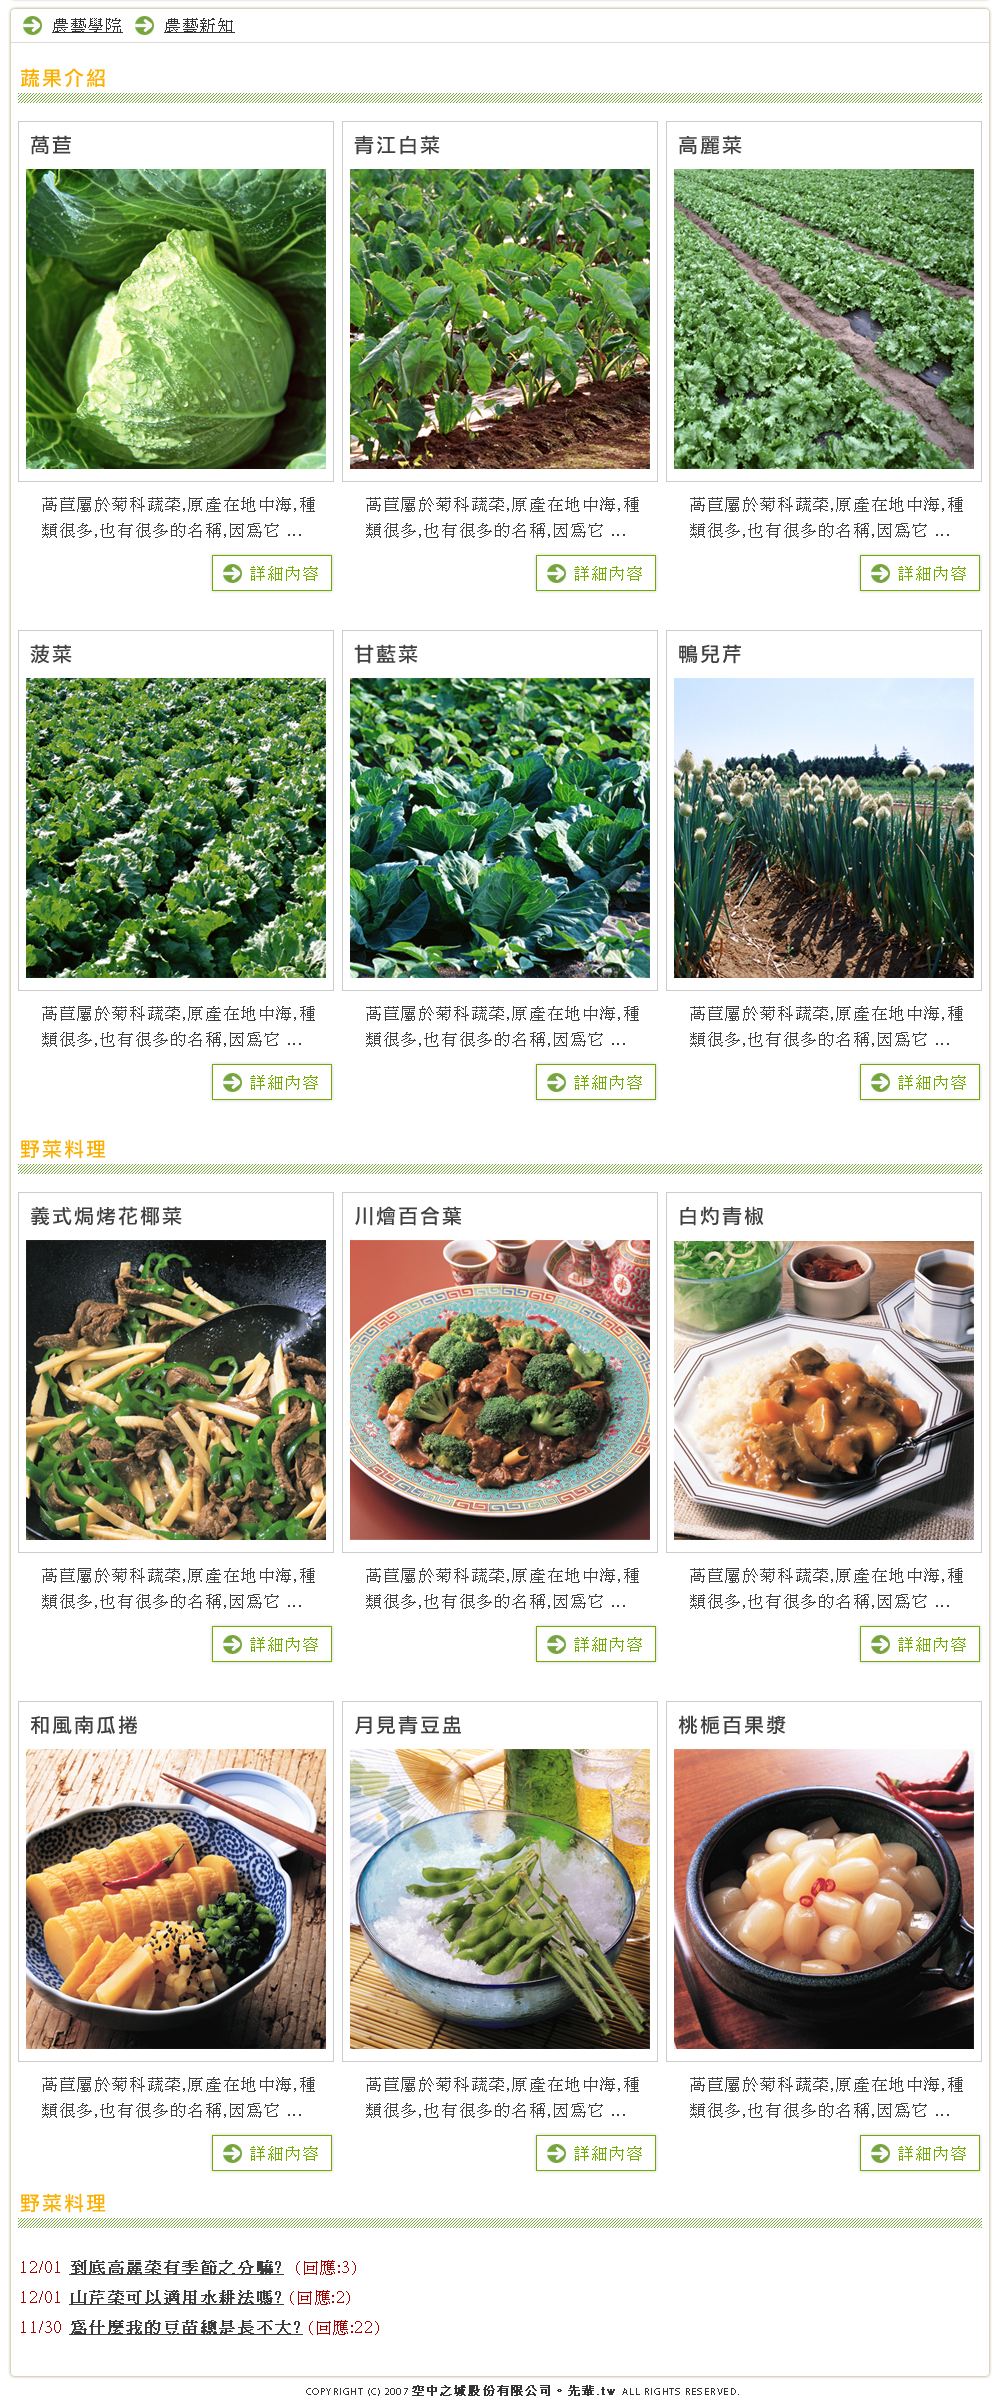 農藝學院 農藝新知
蔬果介紹
萵苣 青江白菜 高麗菜
萵苣屬於菊科蔬菜,原產在地中海,種 萵苣屬於菊科蔬菜,原產在地中海,種 萵苣屬於菊科蔬菜,原產在地中海,種
類很多,也有很多的名稱,因為它 ... 類很多,也有很多的名稱,因為它 ... 類很多,也有很多的名稱,因為它 ...
詳細內容 詳細內容 詳細內容
菠菜 甘藍菜 鴨兒芹
萵苣屬於菊科蔬菜,原產在地中海,種 萵苣屬於菊科蔬菜,原產在地中海,種 萵苣屬於菊科蔬菜,原產在地中海,種
類很多,也有很多的名稱,因為它 ... 類很多,也有很多的名稱,因為它 ... 類很多,也有很多的名稱,因為它 ...
詳細內容 詳細內容 詳細內容
野菜料理
義式焗烤花椰菜 川燴百合葉 白灼青椒
萵苣屬於菊科蔬菜,原產在地中海,種 萵苣屬於菊科蔬菜,原產在地中海,種 萵苣屬於菊科蔬菜,原產在地中海,種
類很多,也有很多的名稱,因為它 ... 類很多,也有很多的名稱,因為它 ... 類很多,也有很多的名稱,因為它 ...
詳細內容 詳細內容 詳細內容
和風南瓜捲 月見青豆盅 桃梔百果漿
萵苣屬於菊科蔬菜,原產在地中海,種 萵苣屬於菊科蔬菜,原產在地中海,種 萵苣屬於菊科蔬菜,原產在地中海,種
類很多,也有很多的名稱,因為它 ... 類很多,也有很多的名稱,因為它 ... 類很多,也有很多的名稱,因為它 ...
詳細內容 詳細內容 詳細內容
野菜料理
12/01 到底高麗菜有季節之分嘛? (回應:3)
12/01 山芹菜可以適用水耕法嗎? (回應:2)
11/30 為什麼我的豆苗總是長不大? (回應:22)
COPYRIGHT (C) 2007 空中之城股份有限公司。先華.tw ALL RIGHTS RESERVED.